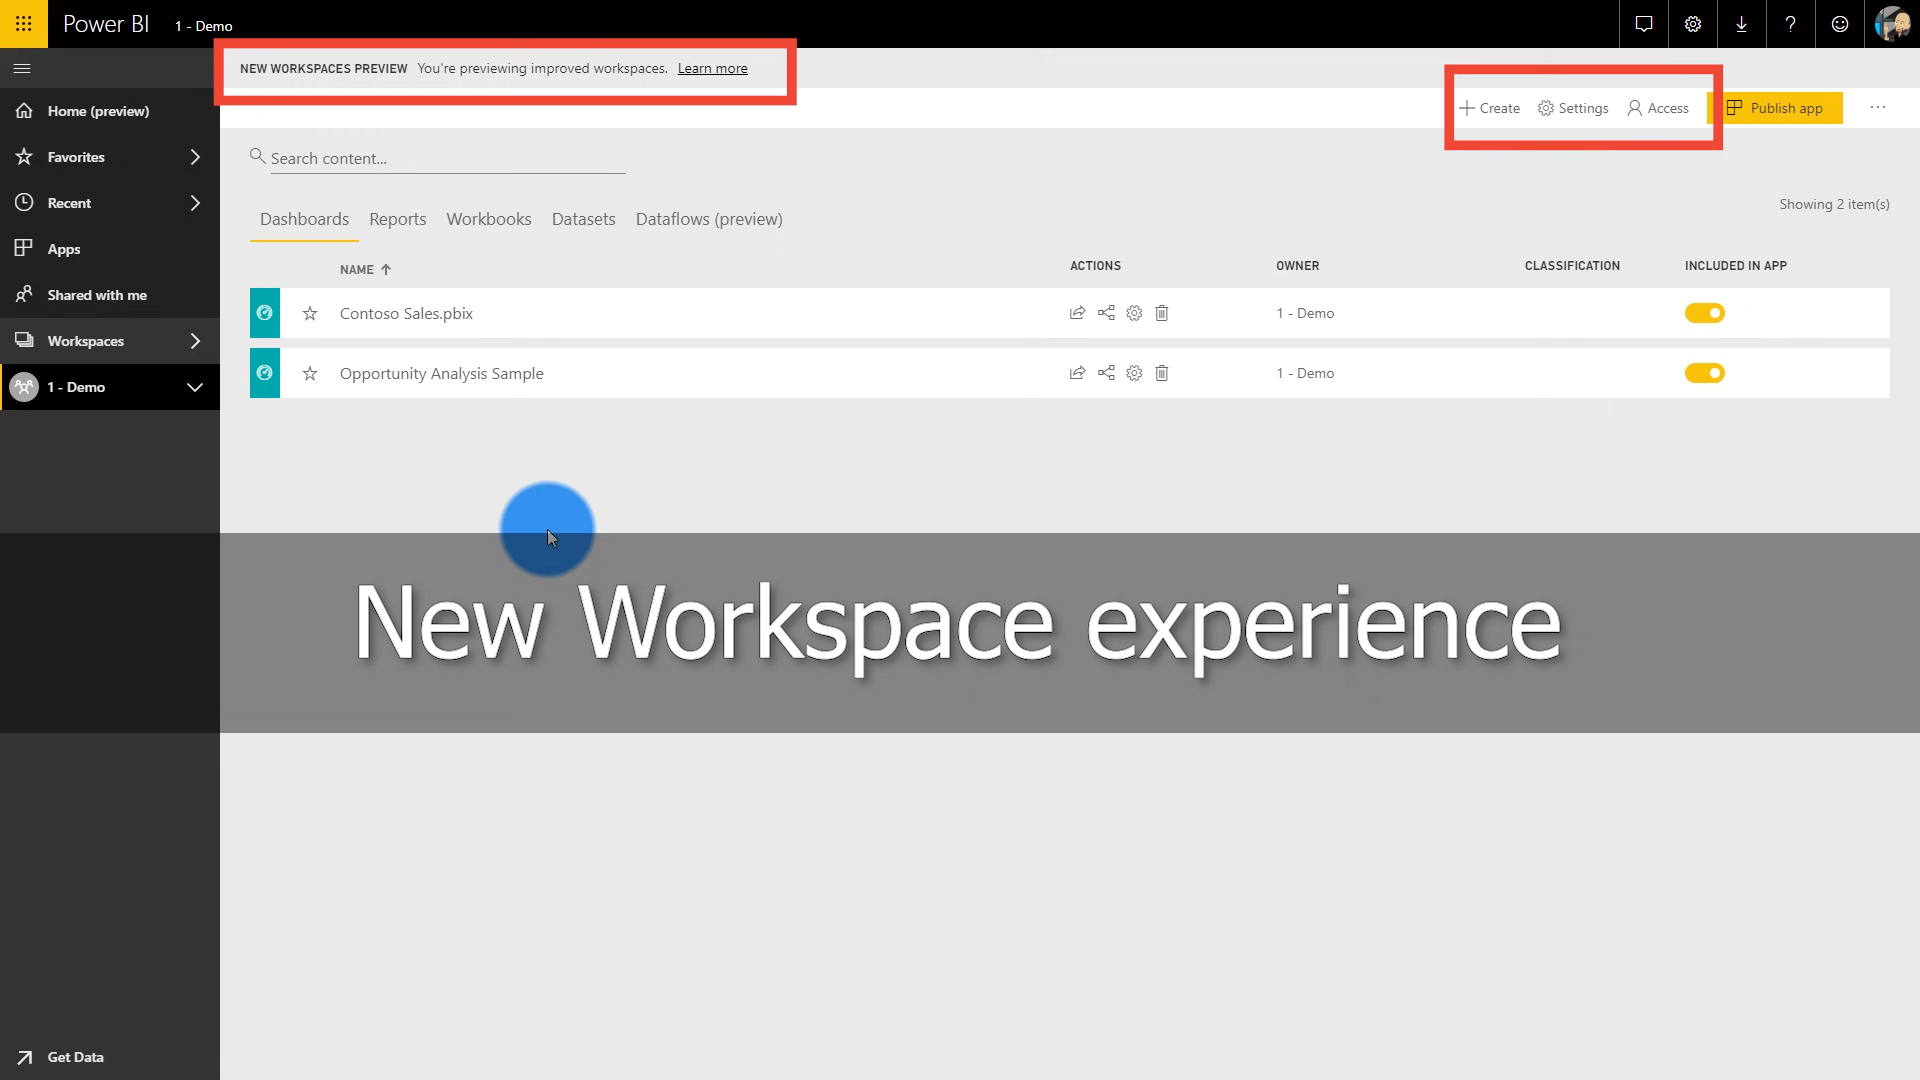 Power BI
1 - Demo
NEW WORKSPACES PREVIEW You're previewing improved workspaces. Learn more
Create Settings Access Publish app
Home (preview)
Favorites
Recent
Apps
Shared with me
Workspaces
1 - Demo
Search content...
Showing 2 item(s)
Dashboards Reports Workbooks Datasets Dataflows (preview)
NAME ACTIONS OWNER CLASSIFICATION INCLUDED IN APP
Contoso Sales.pbix 1 - Demo
Opportunity Analysis Sample 1 - Demo
New Workspace experience
Get Data